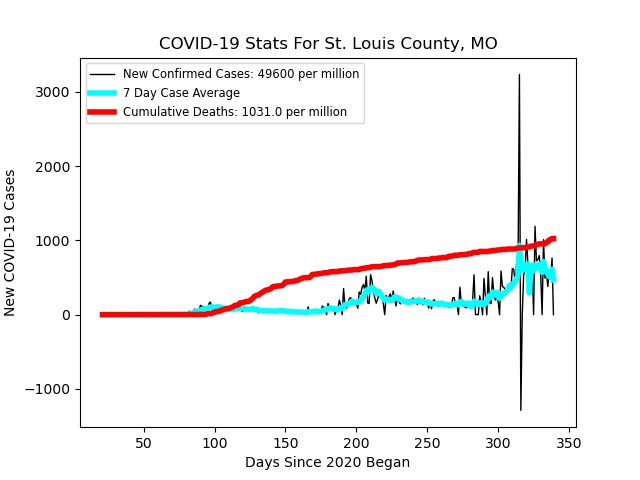 COVID-19 Stats For St. Louis County, MO
New Confirmed Cases: 49600 per million
7 Day Case Average
Cumulative Deaths: 1031.0 per million
New COVID-19 Cases
3000
2000
1000
0
−1000
50 100 150 200 250 300 350
Days Since 2020 Began